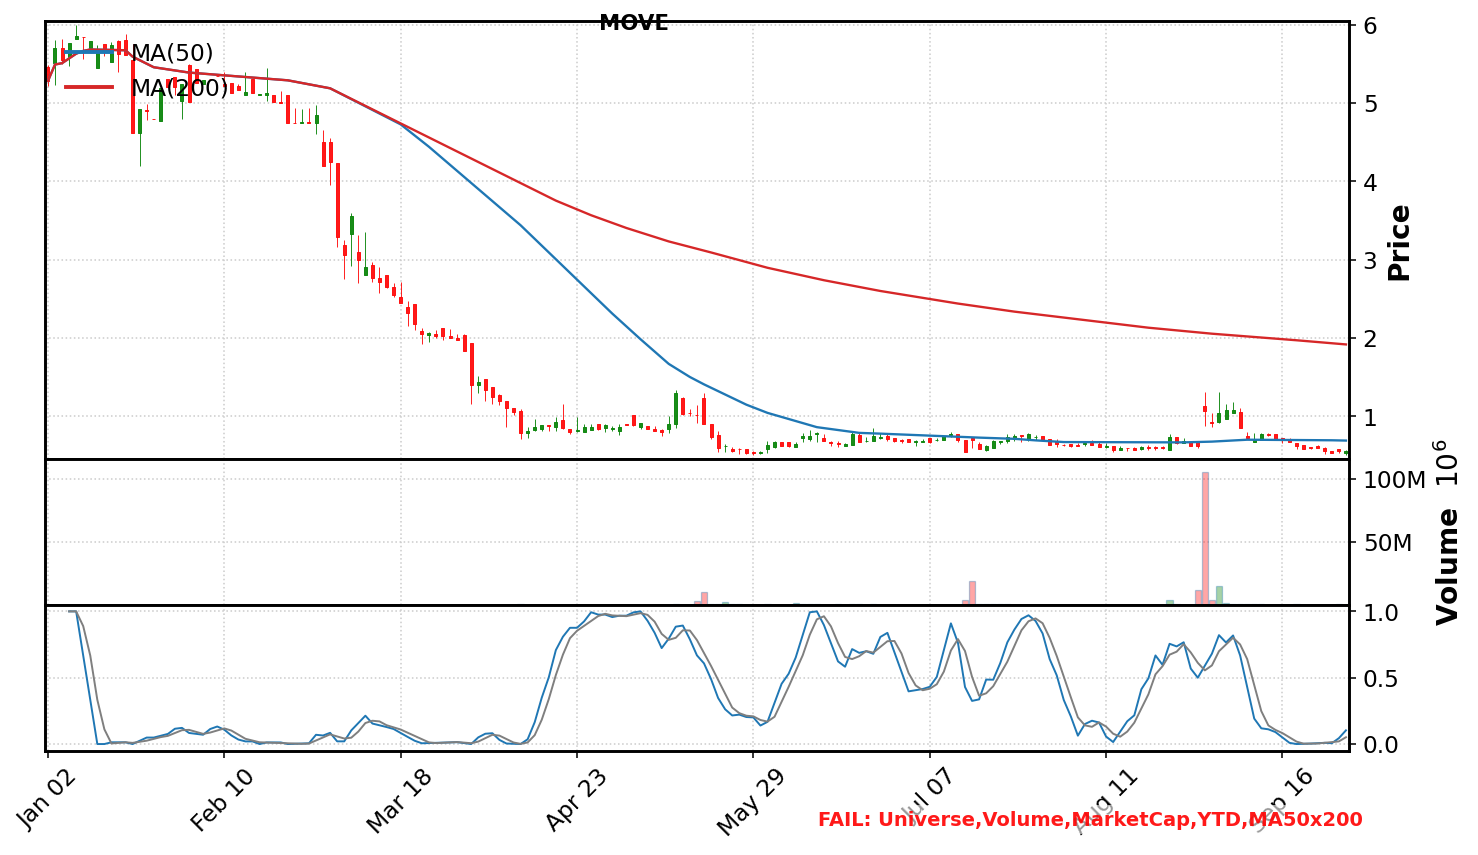 MOVE
MA(50)
MA(200)
6
5
4
3
2
1
Price
100M
50M
Volume 10^6
1.0
0.5
0.0
Jan 02
Feb 10
Mar 18
Apr 23
May 29
Jul 07
Aug 11
Sep 16
FAIL: Universe,Volume,MarketCap,YTD,MA50x200